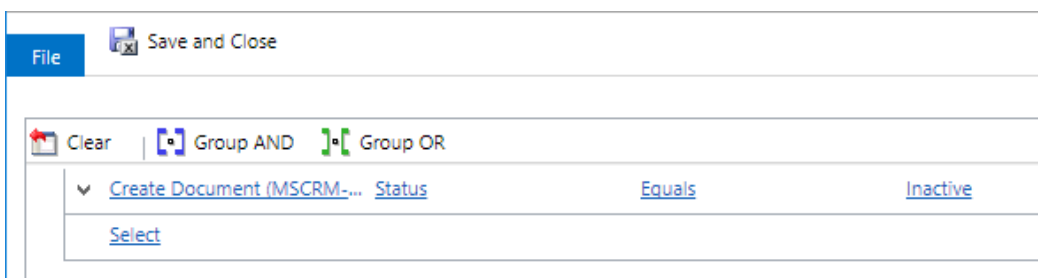 Save and Close
File
Clear | Group AND Group OR
Create Document (MSCRM-... Status Equals Inactive
Select